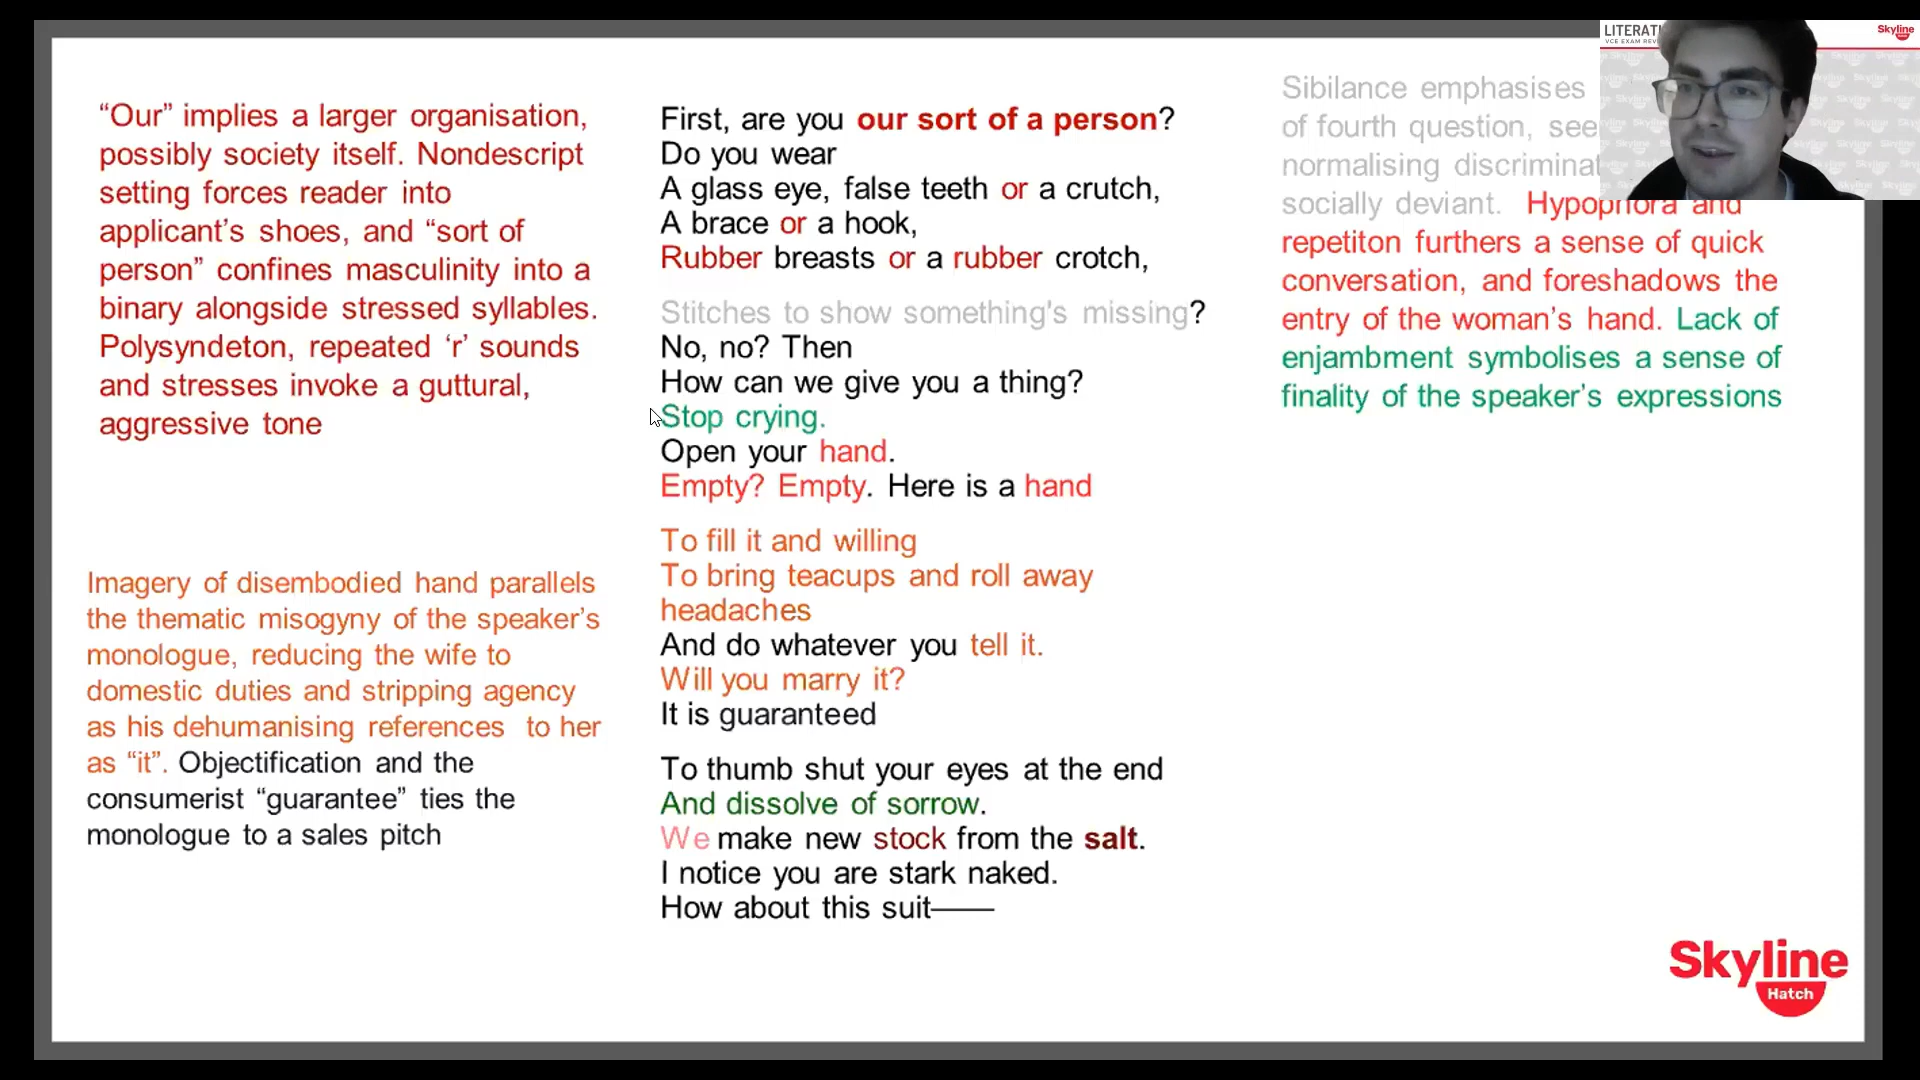 “Our” implies a larger organisation,
possibly society itself. Nondescript
setting forces reader into
applicant’s shoes, and “sort of
person” confines masculinity into a
binary alongside stressed syllables.
Polysyndeton, repeated ‘r’ sounds
and stresses invoke a guttural,
aggressive tone
Imagery of disembodied hand parallels
the thematic misogyny of the speaker’s
monologue, reducing the wife to
domestic duties and stripping agency
as his dehumanising references to her
as “it”. Objectification and the
consumerist “guarantee” ties the
monologue to a sales pitch
First, are you our sort of a person?
Do you wear
A glass eye, false teeth or a crutch,
A brace or a hook,
Rubber breasts or a rubber crotch,
Stitches to show something's missing?
No, no? Then
How can we give you a thing?
Stop crying.
Open your hand.
Empty? Empty. Here is a hand
To fill it and willing
To bring teacups and roll away
headaches
And do whatever you tell it.
Will you marry it?
It is guaranteed
To thumb shut your eyes at the end
And dissolve of sorrow.
We make new stock from the salt.
I notice you are stark naked.
How about this suit——
Sibilance emphasises
of fourth question,
normalising
socially deviant. Hypophora and
repetiton furthers a sense of quick
conversation, and foreshadows the
entry of the woman’s hand. Lack of
enjambment symbolises a sense of
finality of the speaker’s expressions
VCE EXAM
Skyline
Skyline
Hatch